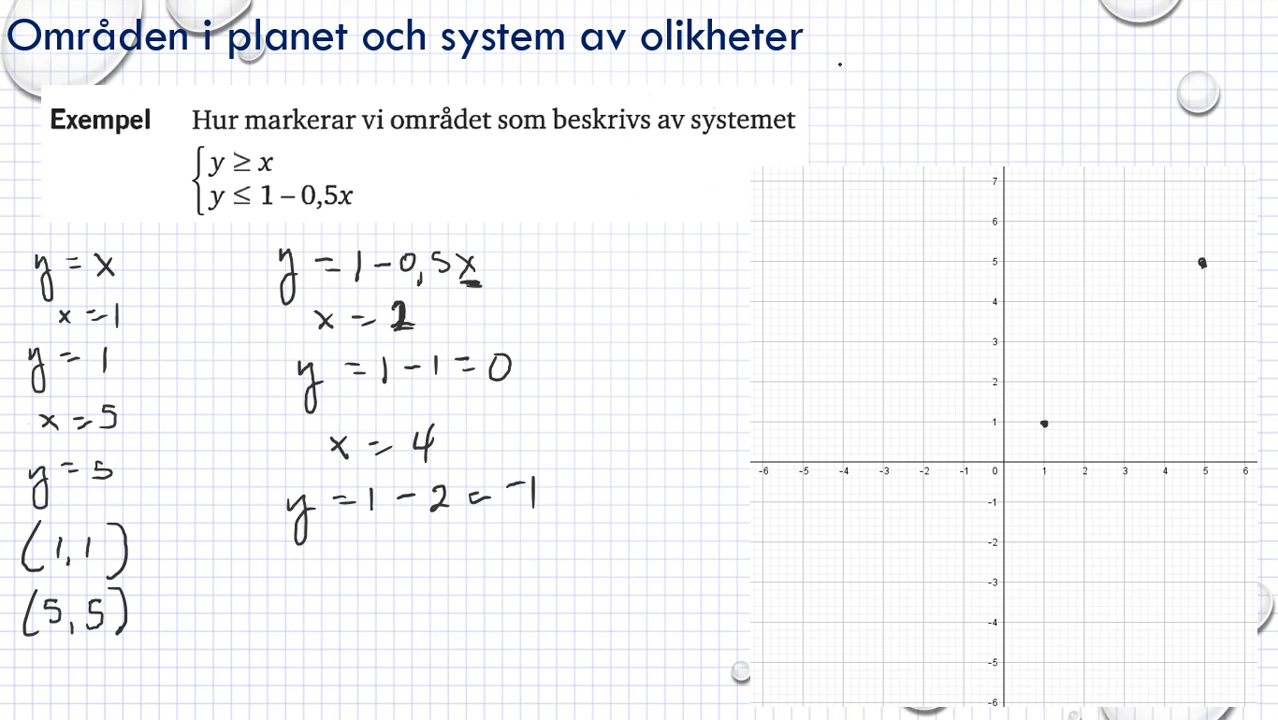 Områden i planet och system av olikheter
Exempel Hur markerar vi området som beskrivs av systemet
y ≥ x
y ≤ 1 – 0,5x
y = x
x = 1
y = 1
x = 5
y = 5
(1,1)
(5,5)
y = 1 - 0,5x
x = 2
y = 1 - 1 = 0
x = 4
y = 1 - 2 = -1
7
6
5
4
3
2
1
-6 -5 -4 -3 -2 -1 0 1 2 3 4 5 6
-1
-2
-3
-4
-5
-6